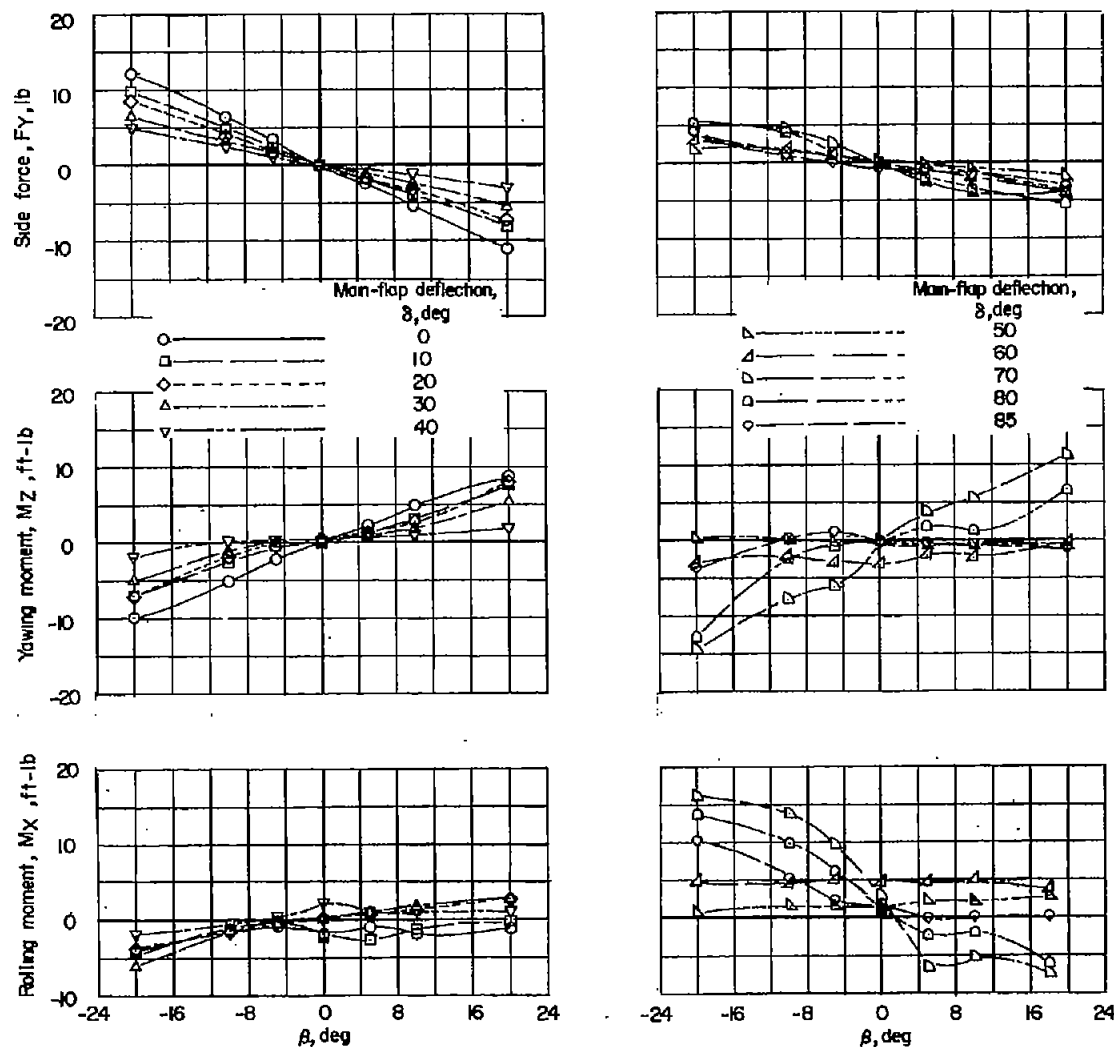 20
10
0
-10
-20
Side force, FY, lb
Main-flap deflection,
δ, deg
0
10
20
30
40
Main-flap deflection,
δ, deg
50
60
70
80
85
20
10
0
-10
-20
Yawing moment, MZ, ft-lb
20
10
0
-10
Rolling moment, MX, ft-lb
-24 -16 -8 0 8 16 24
β, deg
-24 -16 -8 0 8 16 24
β, deg